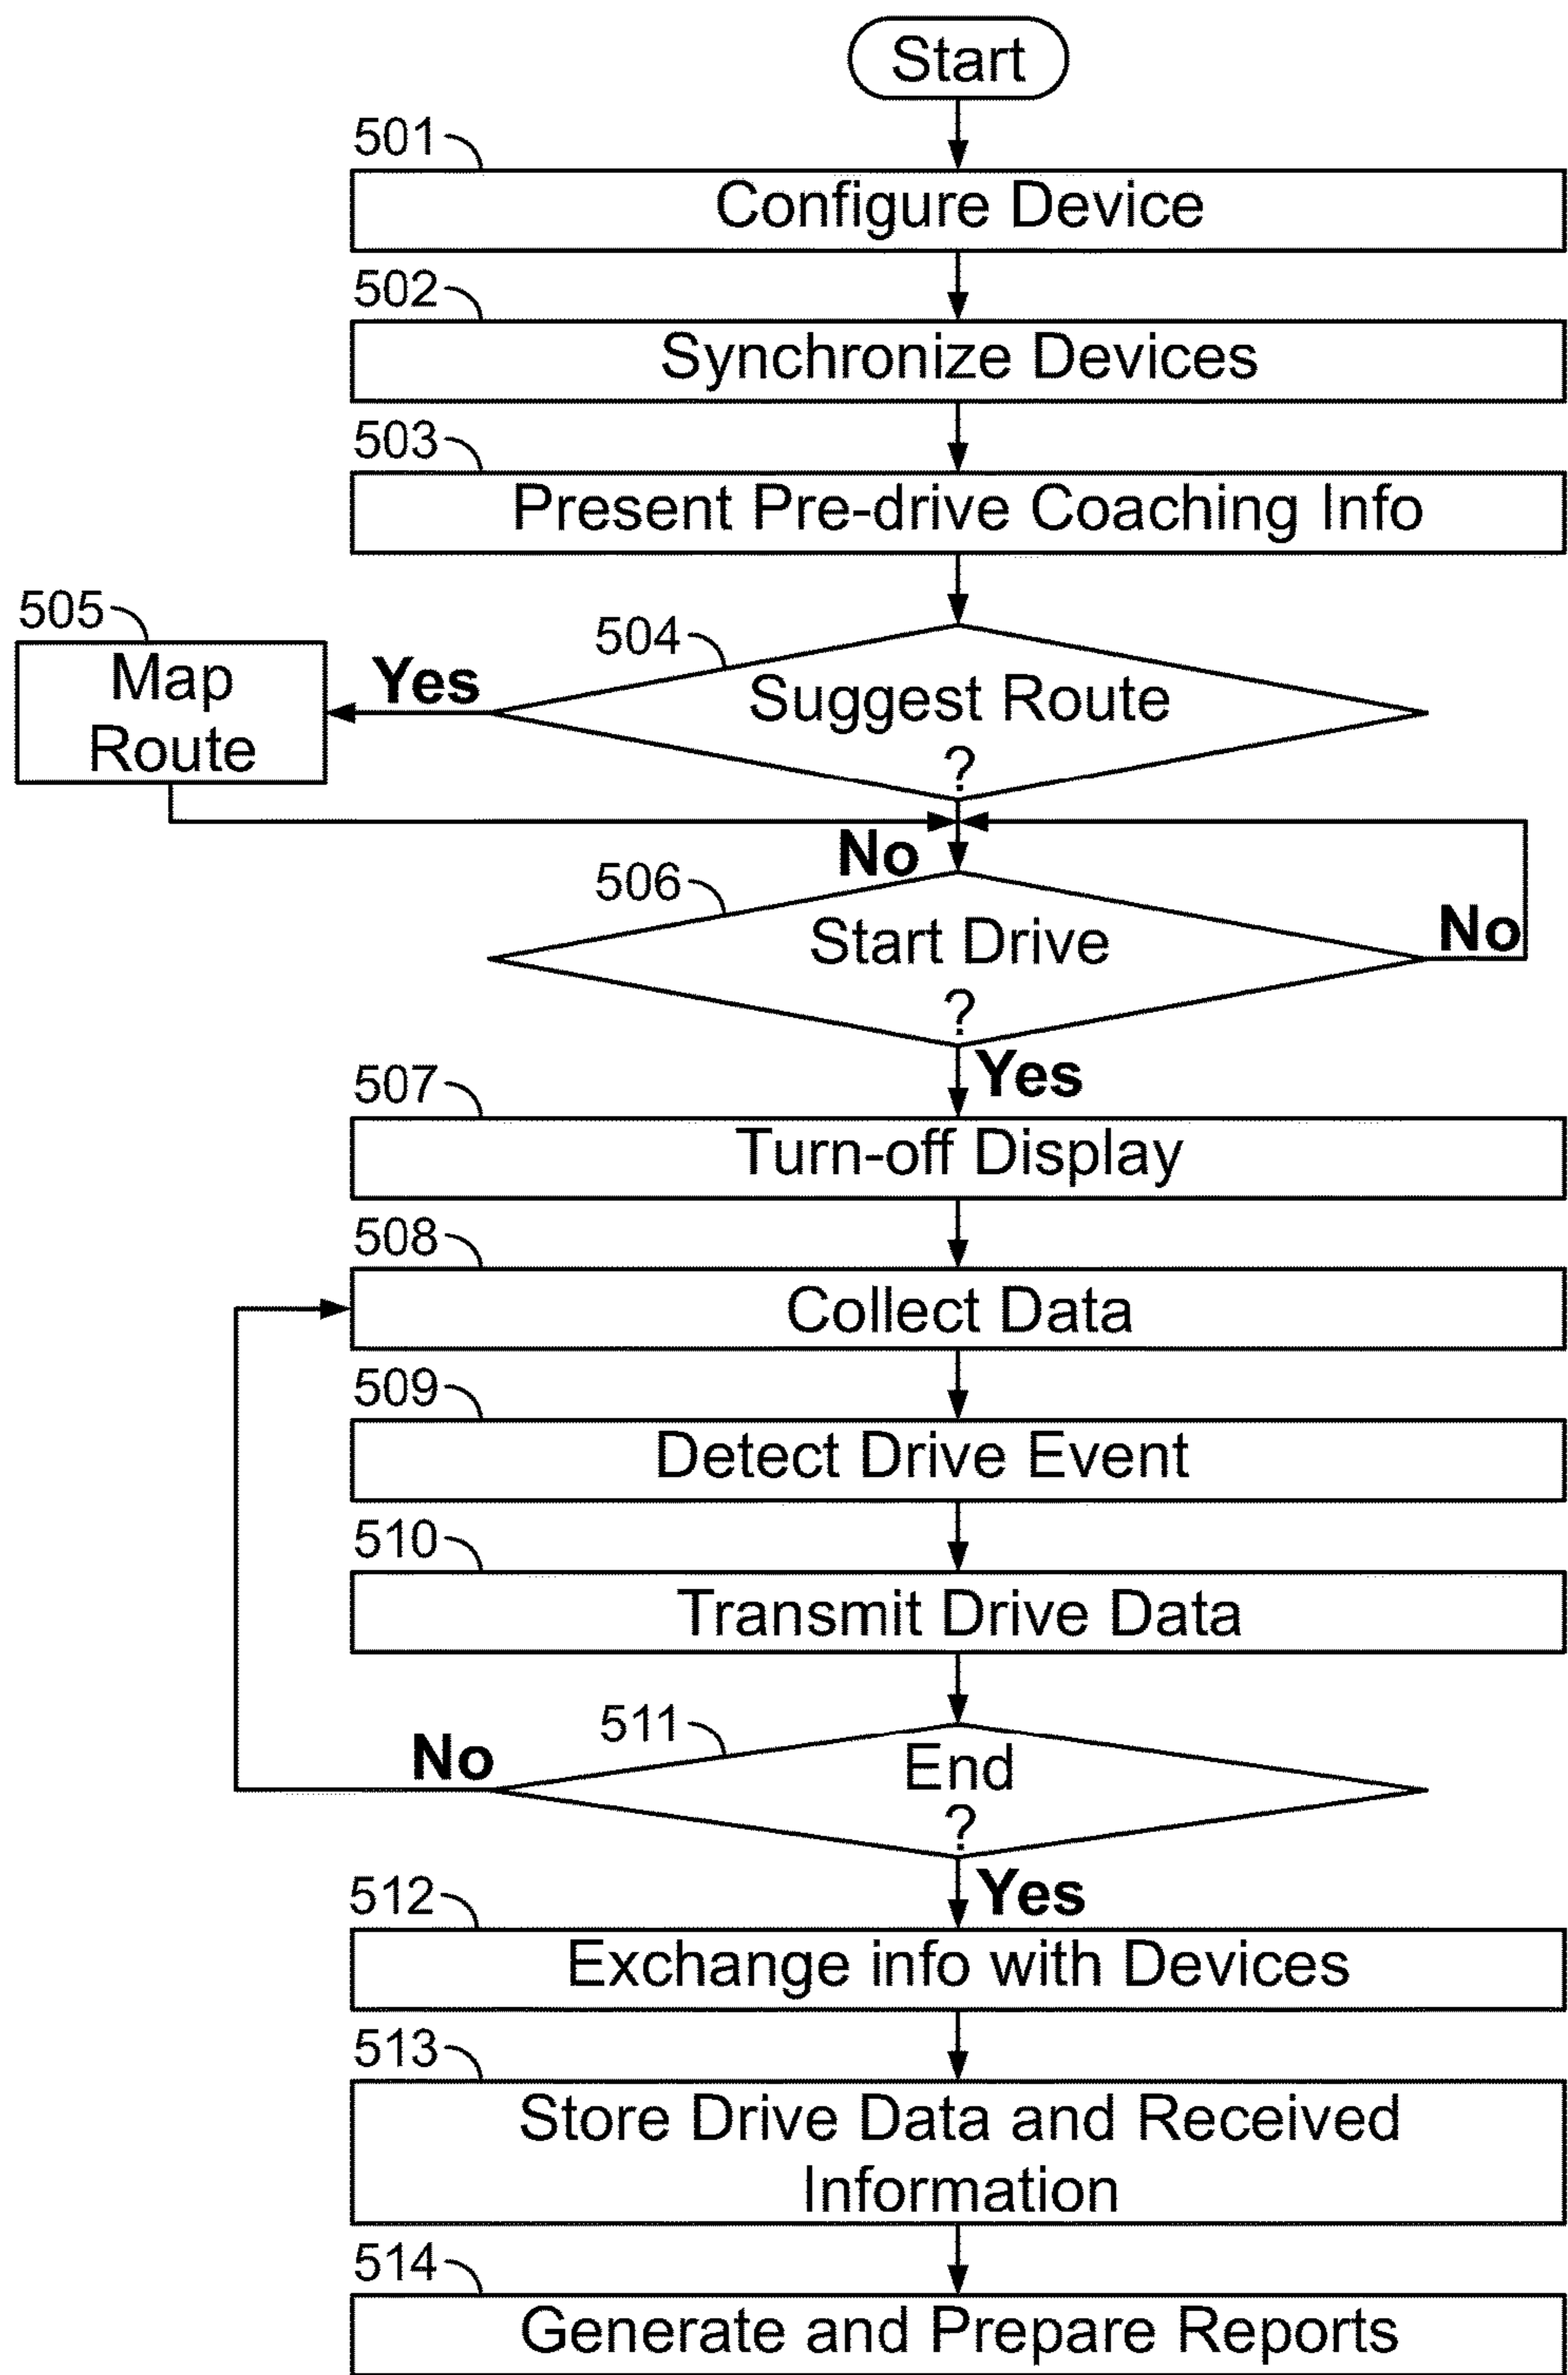 Start
501
Configure Device
502
Synchronize Devices
503
Present Pre-drive Coaching Info
505
Map
Route
Yes
504
Suggest Route
?
No
506
Start Drive
?
No
Yes
507
Turn-off Display
508
Collect Data
509
Detect Drive Event
510
Transmit Drive Data
511
End
?
No
Yes
512
Exchange info with Devices
513
Store Drive Data and Received
Information
514
Generate and Prepare Reports